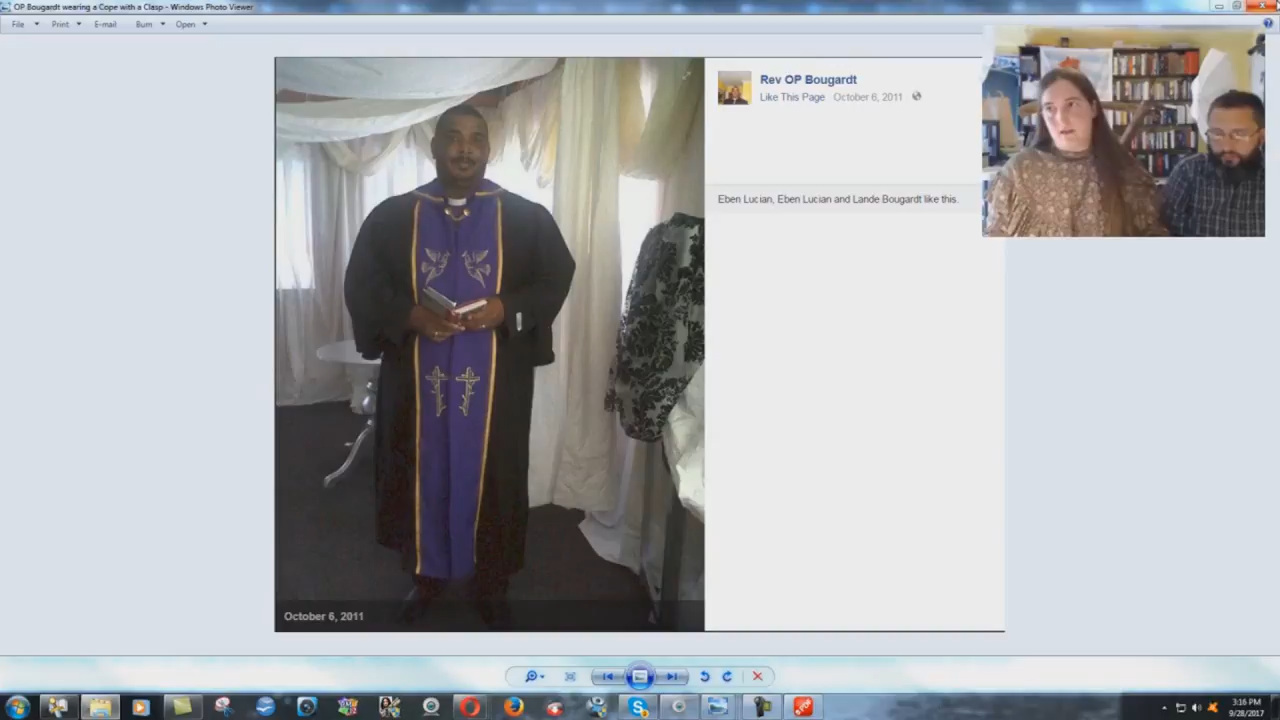 OP Bougardt wearing a Cope with a Clasp - Windows Photo Viewer
File Print E-mail Burn Open
Rev OP Bougardt
Like This Page October 6, 2011
Eben Lucian, Eben Lucian and Lande Bougardt like this.
October 6, 2011
3:16 PM
9/28/2017